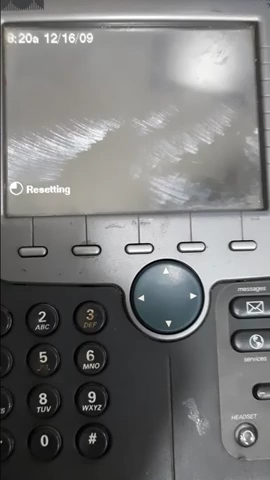 8:20a 12/16/09
Resetting
messages
2 3
ABC DEF
services
5 6
MNO
8 9
TUV WXYZ
HEADSET
0 #